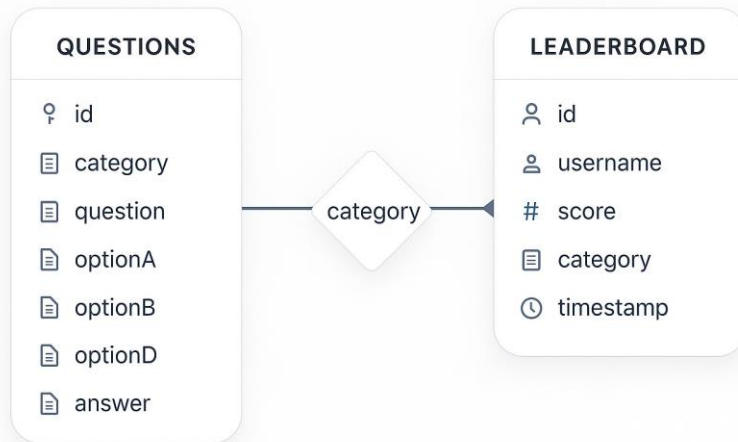 QUESTIONS
id
category
question
optionA
optionB
optionD
answer
category
LEADERBOARD
id
username
# score
category
timestamp